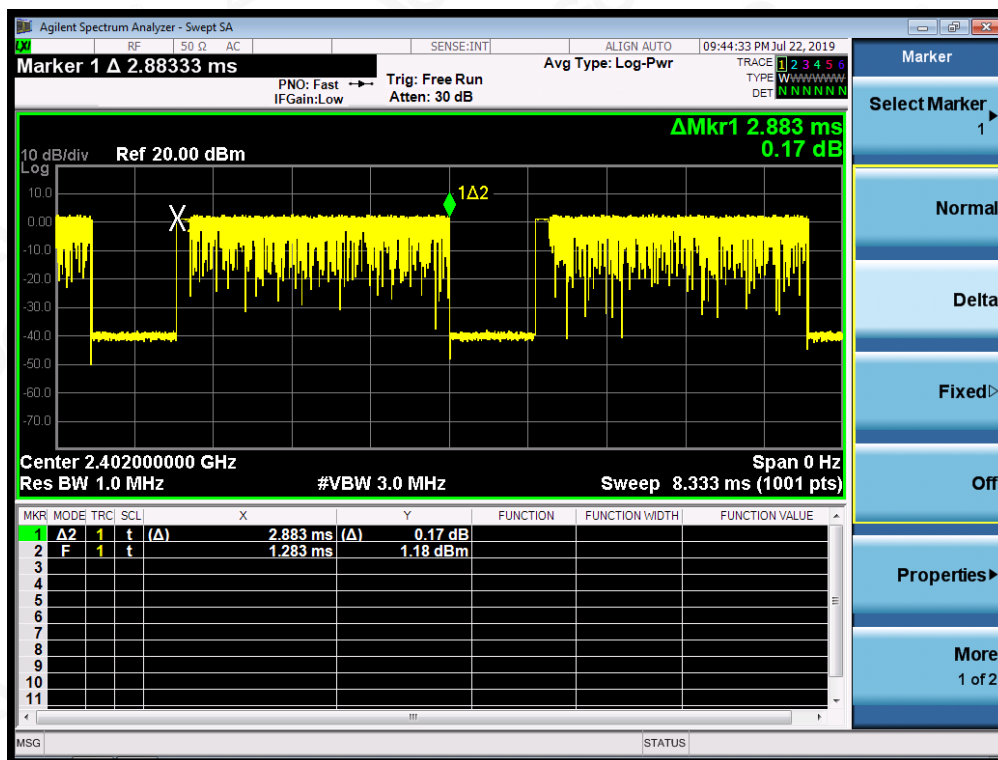 Agilent Spectrum Analyzer - Swept SA
LXI RF 50 Ω AC SENSE:INT ALIGN AUTO 09:44:33 PM Jul 22, 2019
Marker 1 Δ 2.88333 ms
PNO: Fast
IFGain:Low
Trig: Free Run
Atten: 30 dB
Avg Type: Log-Pwr
TRACE 1 2 3 4 5 6
TYPE WWWWWWW
DET N N N N N N
ΔMkr1 2.883 ms
0.17 dB
10 dB/div Ref 20.00 dBm
Log
10.0
0.00
-10.0
-20.0
-30.0
-40.0
-50.0
-60.0
-70.0
X
2
1Δ2
Center 2.402000000 GHz Span 0 Hz
Res BW 1.0 MHz #VBW 3.0 MHz Sweep 8.333 ms (1001 pts)
MKR MODE TRC SCL X Y FUNCTION FUNCTION WIDTH FUNCTION VALUE
1 Δ2 1 t (Δ) 2.883 ms (Δ) 0.17 dB
2 F 1 t 1.283 ms 1.18 dBm
3
4
5
6
7
8
9
10
11
MSG STATUS
Marker
Select Marker
1
Normal
Delta
Fixed
Off
Properties
More
1 of 2